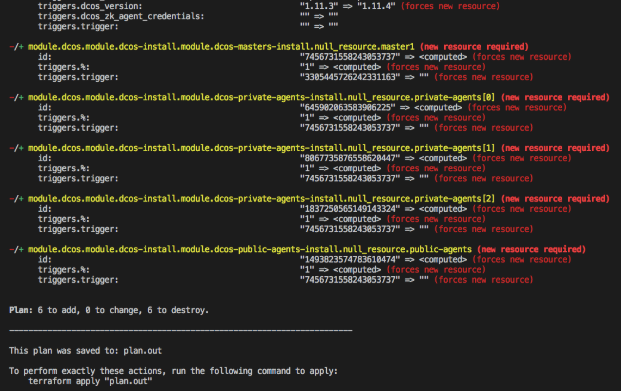 triggers.dcos_version: "1.11.3" => "1.11.4" (forces new resource)
triggers.dcos_zk_agent_credentials: "" => ""
triggers.trigger: "" => ""
-/+ module.dcos.module.dcos-install.module.dcos-masters-install.null_resource.master1 (new resource required)
id: "7456731558243053737" => <computed> (forces new resource)
triggers.%: "1" => <computed> (forces new resource)
triggers.trigger: "3305445726242331163" => "" (forces new resource)
-/+ module.dcos.module.dcos-install.module.dcos-private-agents-install.null_resource.private-agents[0] (new resource required)
id: "645902063583906225" => <computed> (forces new resource)
triggers.%: "1" => <computed> (forces new resource)
triggers.trigger: "7456731558243053737" => "" (forces new resource)
-/+ module.dcos.module.dcos-install.module.dcos-private-agents-install.null_resource.private-agents[1] (new resource required)
id: "8067735876558620447" => <computed> (forces new resource)
triggers.%: "1" => <computed> (forces new resource)
triggers.trigger: "7456731558243053737" => "" (forces new resource)
-/+ module.dcos.module.dcos-install.module.dcos-private-agents-install.null_resource.private-agents[2] (new resource required)
id: "1837250565149143324" => <computed> (forces new resource)
triggers.%: "1" => <computed> (forces new resource)
triggers.trigger: "7456731558243053737" => "" (forces new resource)
-/+ module.dcos.module.dcos-install.module.dcos-public-agents-install.null_resource.public-agents (new resource required)
id: "1493823574783610474" => <computed> (forces new resource)
triggers.%: "1" => <computed> (forces new resource)
triggers.trigger: "7456731558243053737" => "" (forces new resource)
Plan: 6 to add, 0 to change, 6 to destroy.
------------------------------------------------------------------------
This plan was saved to: plan.out
To perform exactly these actions, run the following command to apply:
terraform apply "plan.out"